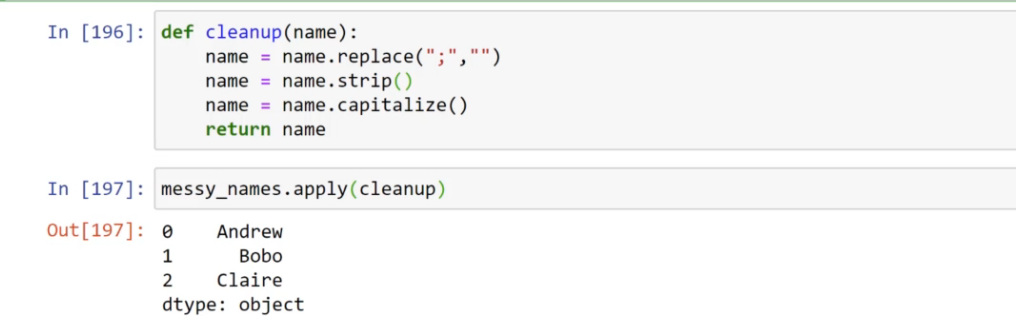 In [196]: def cleanup(name):
    name = name.replace(";","")
    name = name.strip()
    name = name.capitalize()
    return name
In [197]: messy_names.apply(cleanup)
Out[197]: 0    Andrew
1      Bobo
2    Claire
dtype: object